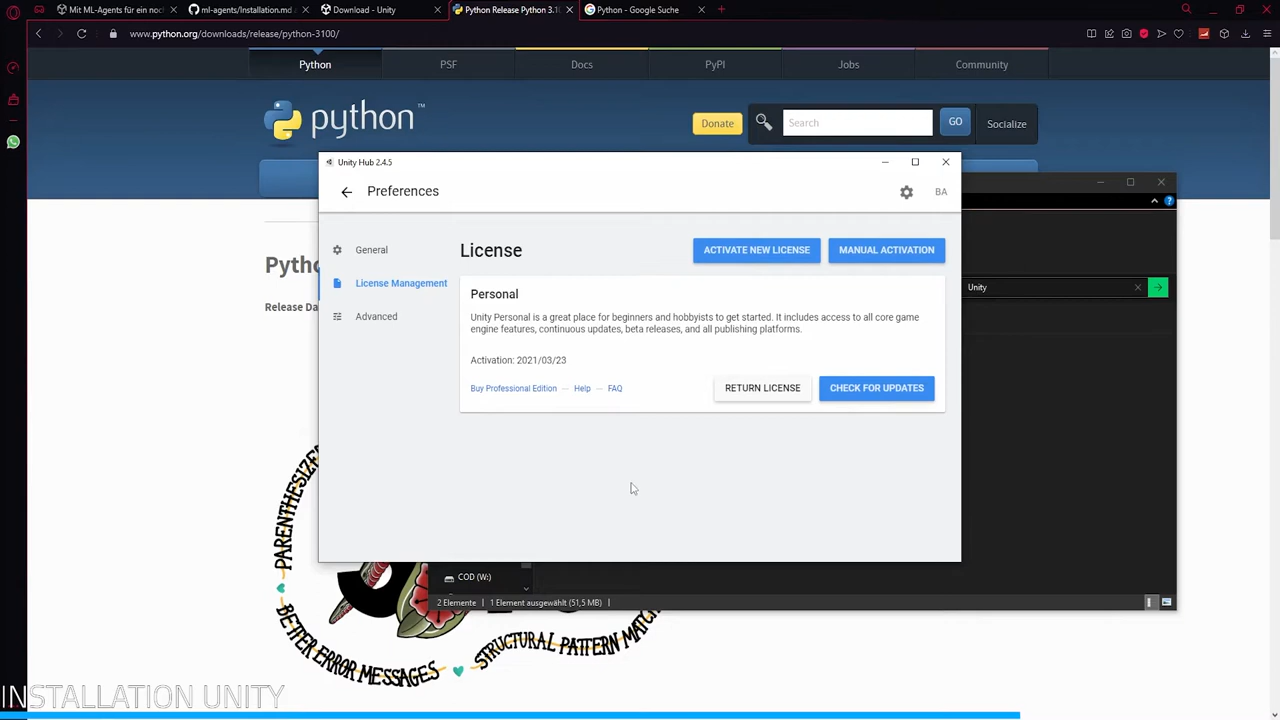 Mit ML-Agents für ein noch
ml-agents/Installation.md a
Download - Unity
Python Release Python 3.10
Python - Google Suche
www.python.org/downloads/release/python-3100/
Python
PSF
Docs
PyPI
Jobs
Community
python™
Donate
Search
GO
Socialize
Unity Hub 2.4.5
Preferences
BA
General
License Management
Advanced
License
ACTIVATE NEW LICENSE
MANUAL ACTIVATION
Personal
Unity Personal is a great place for beginners and hobbyists to get started. It includes access to all core game
engine features, continuous updates, beta releases, and all publishing platforms.
Activation: 2021/03/23
Buy Professional Edition — Help — FAQ
RETURN LICENSE
CHECK FOR UPDATES
Unity
Pytho
Release Da
COD (W:)
2 Elemente
1 Element ausgewählt (51,5 MB)
PARENTHESIZED
BETTER ERROR MESSAGES
STRUCTURAL PATTERN MATC
INSTALLATION UNITY